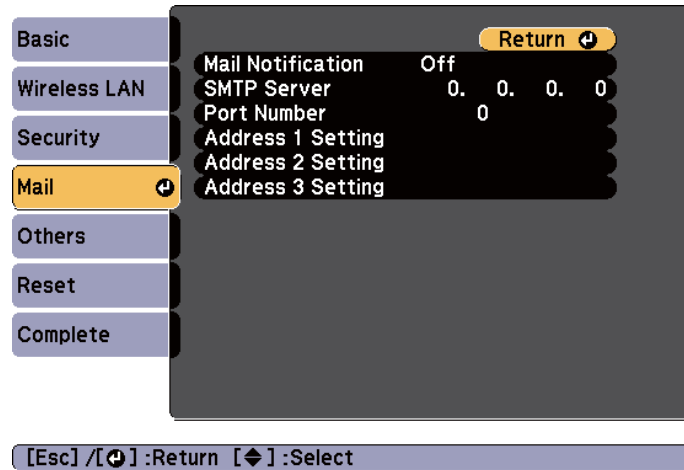 Basic
Wireless LAN
Security
Mail
Others
Reset
Complete
Return
Mail Notification Off
SMTP Server 0. 0. 0. 0
Port Number 0
Address 1 Setting
Address 2 Setting
Address 3 Setting
[Esc] /[⏎] :Return [◆] :Select